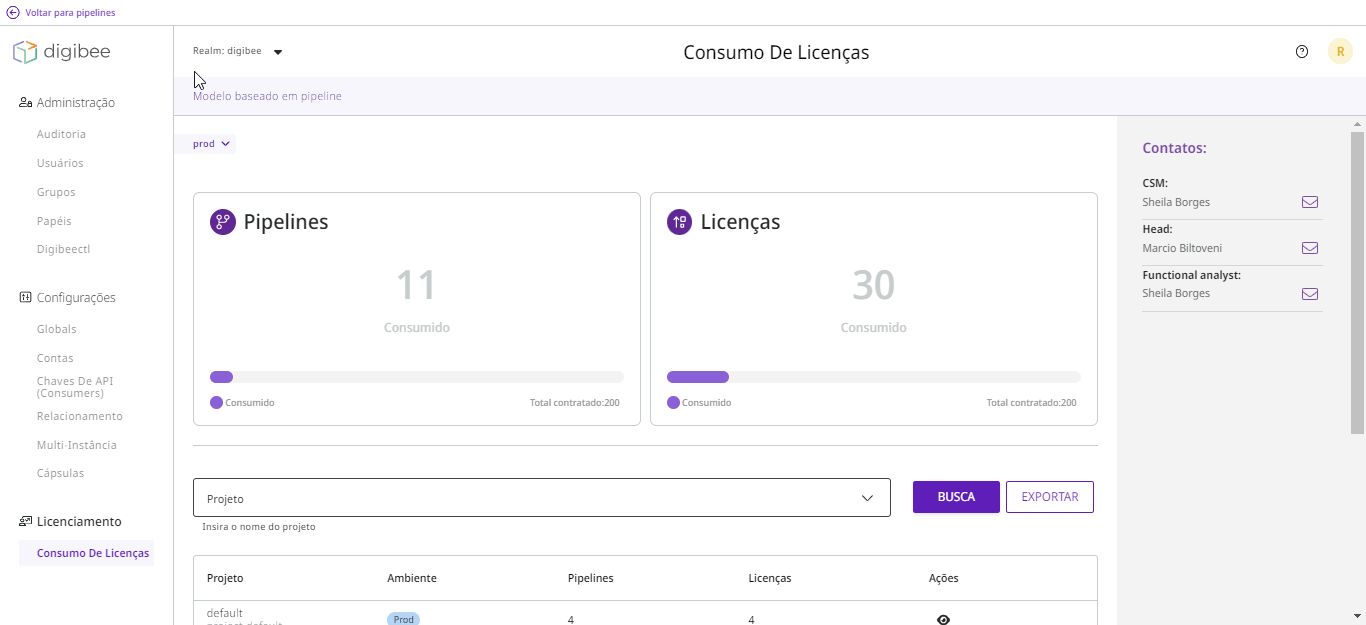 Voltar para pipelines
digibee
Administração
Auditoria
Usuários
Grupos
Papéis
Digibeectl
Configurações
Globals
Contas
Chaves De API
(Consumers)
Relacionamento
Multi-Instância
Cápsulas
Licenciamento
Consumo De Licenças
Realm: digibee
Consumo De Licenças
R
Modelo baseado em pipeline
prod
Pipelines
11
Consumido
Consumido
Total contratado:200
Licenças
30
Consumido
Consumido
Total contratado:200
Projeto
Insira o nome do projeto
BUSCA
EXPORTAR
Projeto Ambiente Pipelines Licenças Ações
default Prod 4 4
project default
Contatos:
CSM:
Sheila Borges
Head:
Marcio Biltoveni
Functional analyst:
Sheila Borges